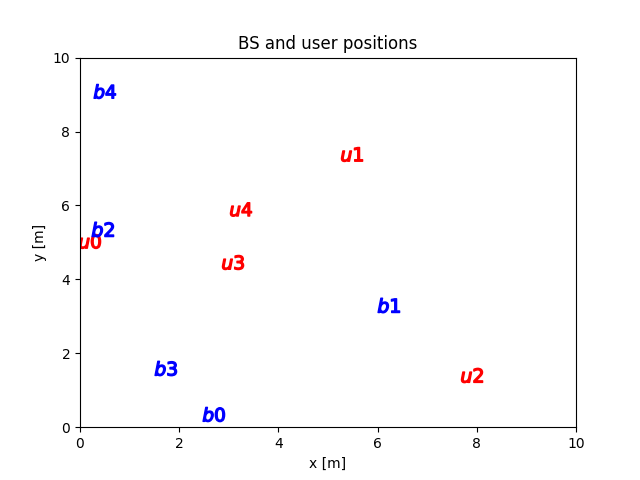 BS and user positions
10
b4
8
u1
6
u4
b2
u0
u3
4
b1
2
b3
u2
b0
0
0 2 4 6 8 10
y [m]
x [m]